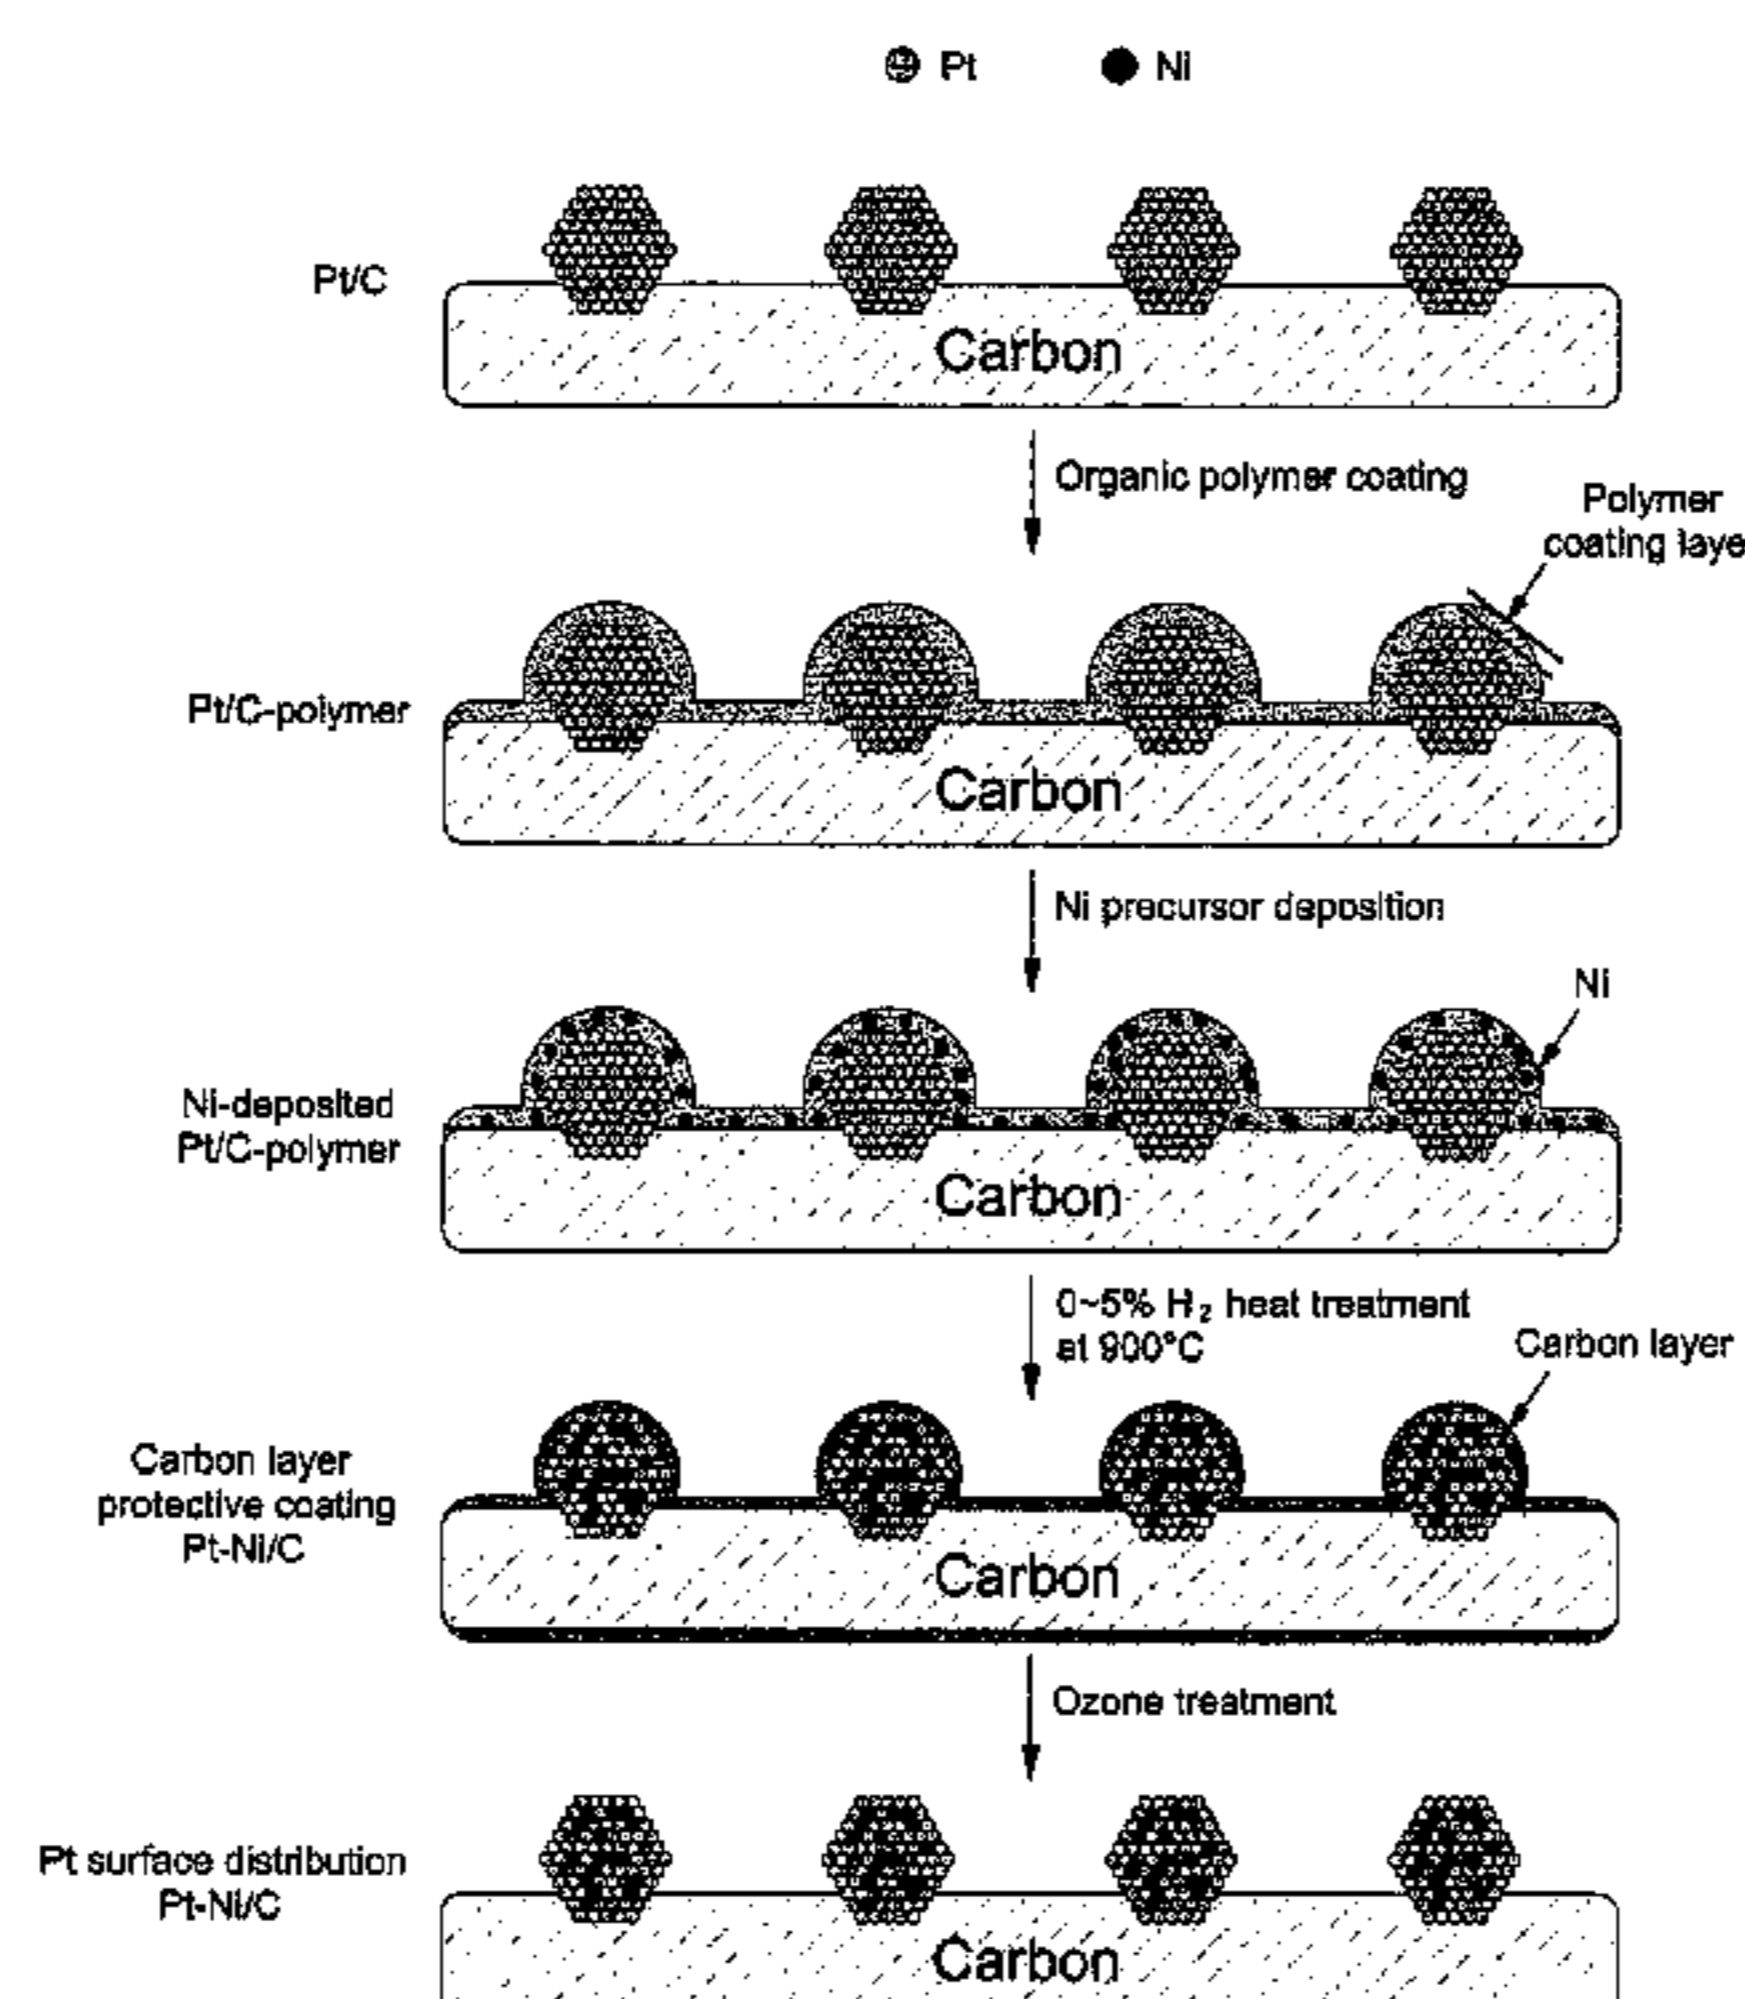 Pt Ni
Pt/C
Carbon
Organic polymer coating
Polymer
coating laye
Pt/C-polymer
Carbon
Ni precursor deposition
Ni
Ni-deposited
Pt/C-polymer
Carbon
0~5% H₂ heat treatment
at 900°C
Carbon layer
Carbon layer
protective coating
Pt-Ni/C
Carbon
Ozone treatment
Pt surface distribution
Pt-Ni/C
Carbon